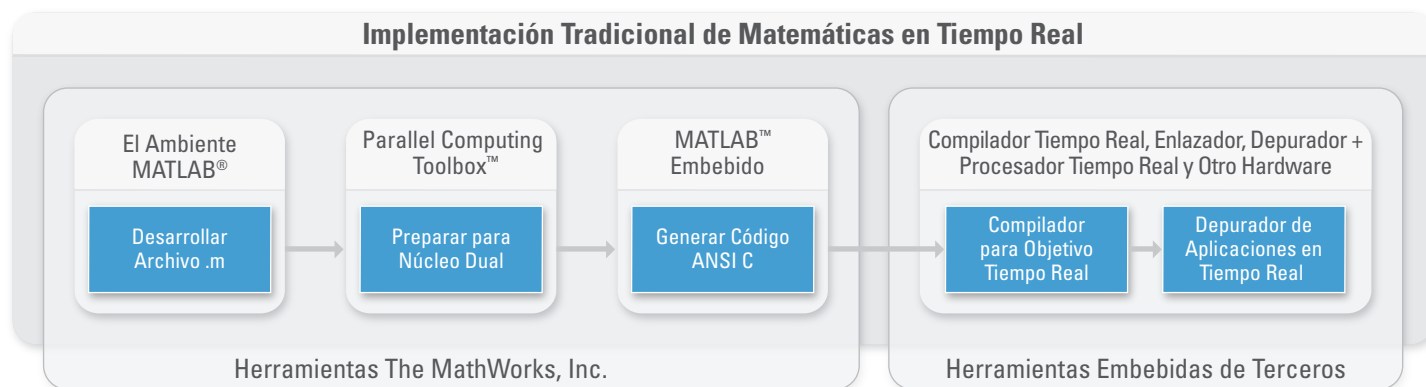 Implementación Tradicional de Matemáticas en Tiempo Real
El Ambiente
MATLAB®
Desarrollar
Archivo .m
Parallel Computing
Toolbox™
Preparar para
Núcleo Dual
MATLAB™
Embebido
Generar Código
ANSI C
Compilador Tiempo Real, Enlazador, Depurador +
Procesador Tiempo Real y Otro Hardware
Compilador
para Objetivo
Tiempo Real
Depurador de
Aplicaciones en
Tiempo Real
Herramientas The MathWorks, Inc.
Herramientas Embebidas de Terceros